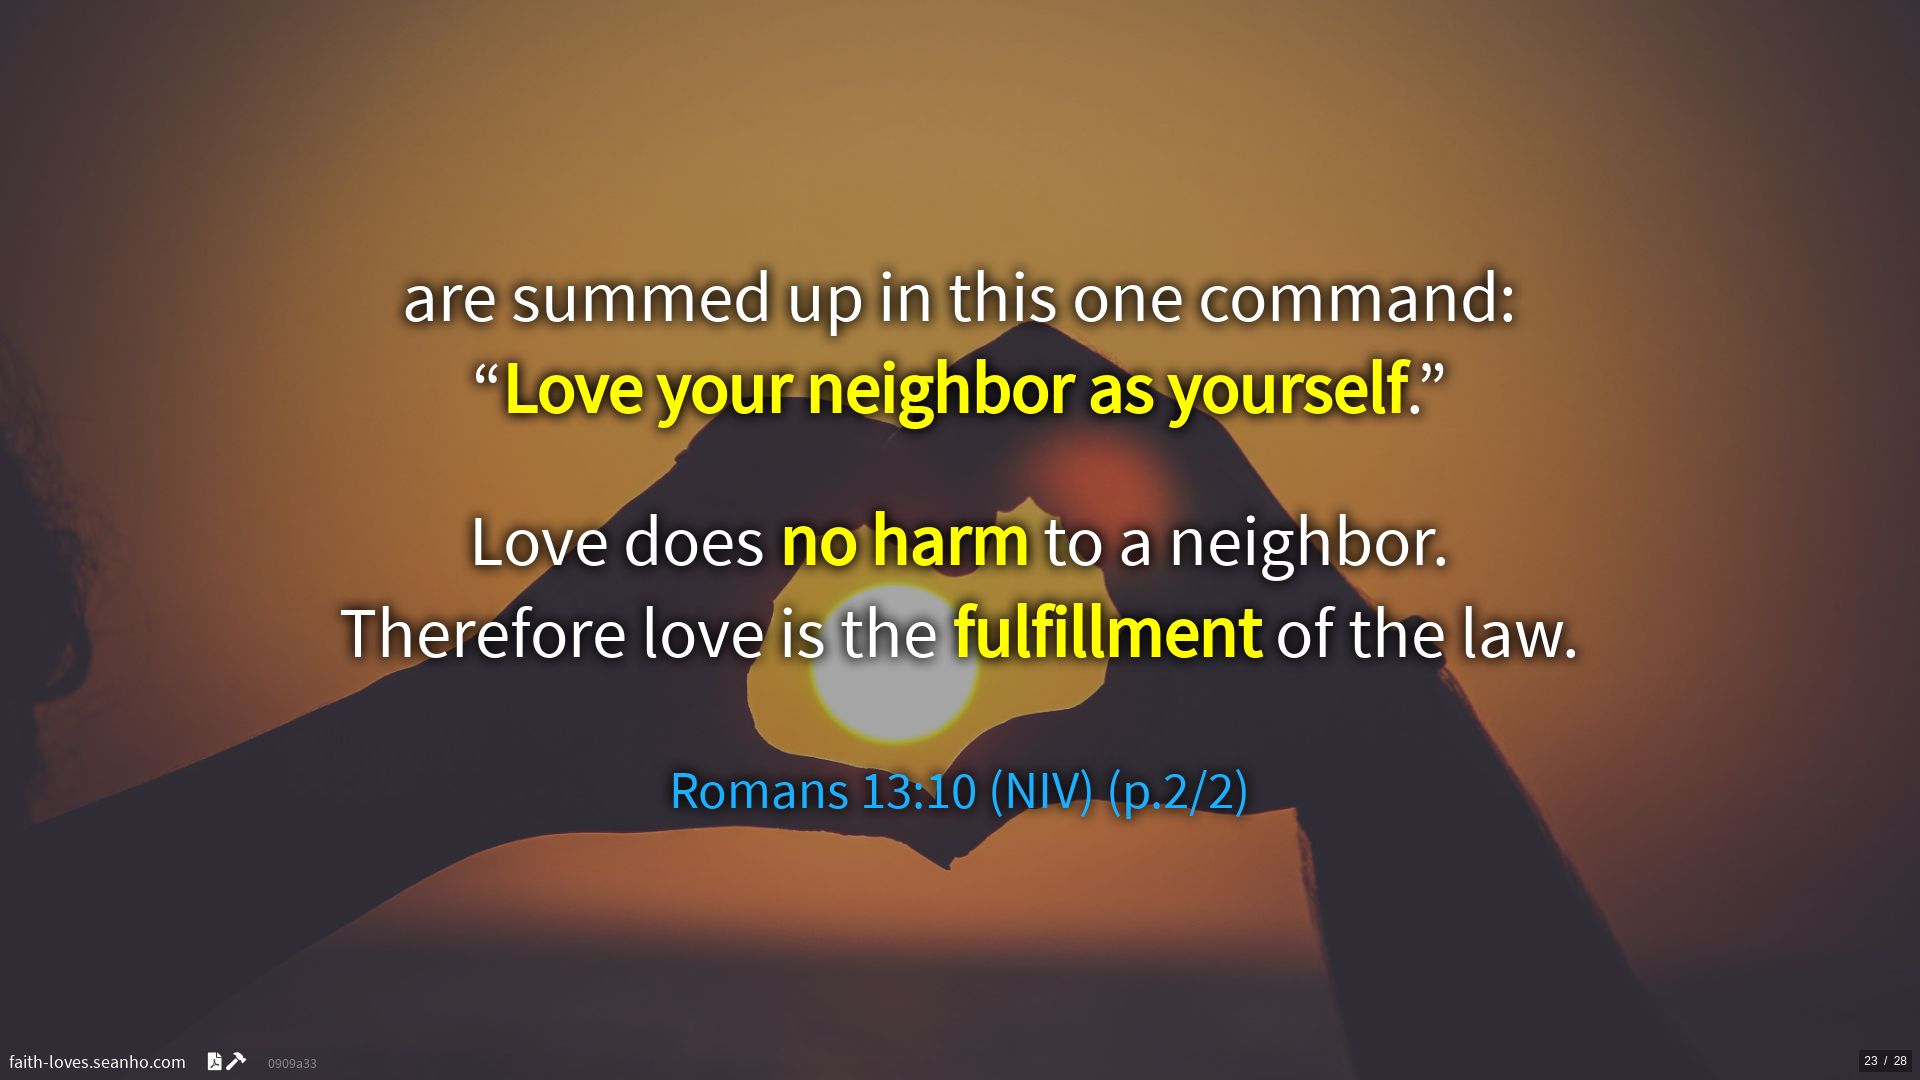 are summed up in this one command:
“Love your neighbor as yourself.”
Love does no harm to a neighbor.
Therefore love is the fulfillment of the law.
Romans 13:10 (NIV) (p.2/2)
faith-loves.seanho.com
0909a33
23 / 28